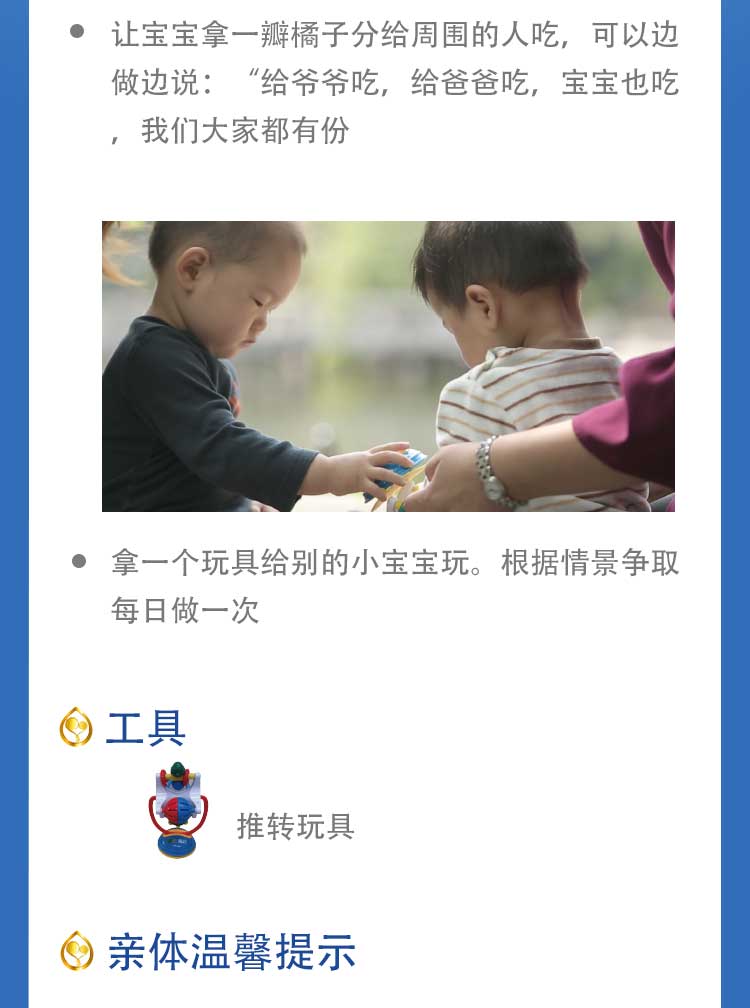 让宝宝拿一瓣橘子分给周围的人吃，可以边
做边说：“给爷爷吃，给爸爸吃，宝宝也吃
，我们大家都有份
拿一个玩具给别的小宝宝玩。根据情景争取
每日做一次
工具
推转玩具
亲体温馨提示